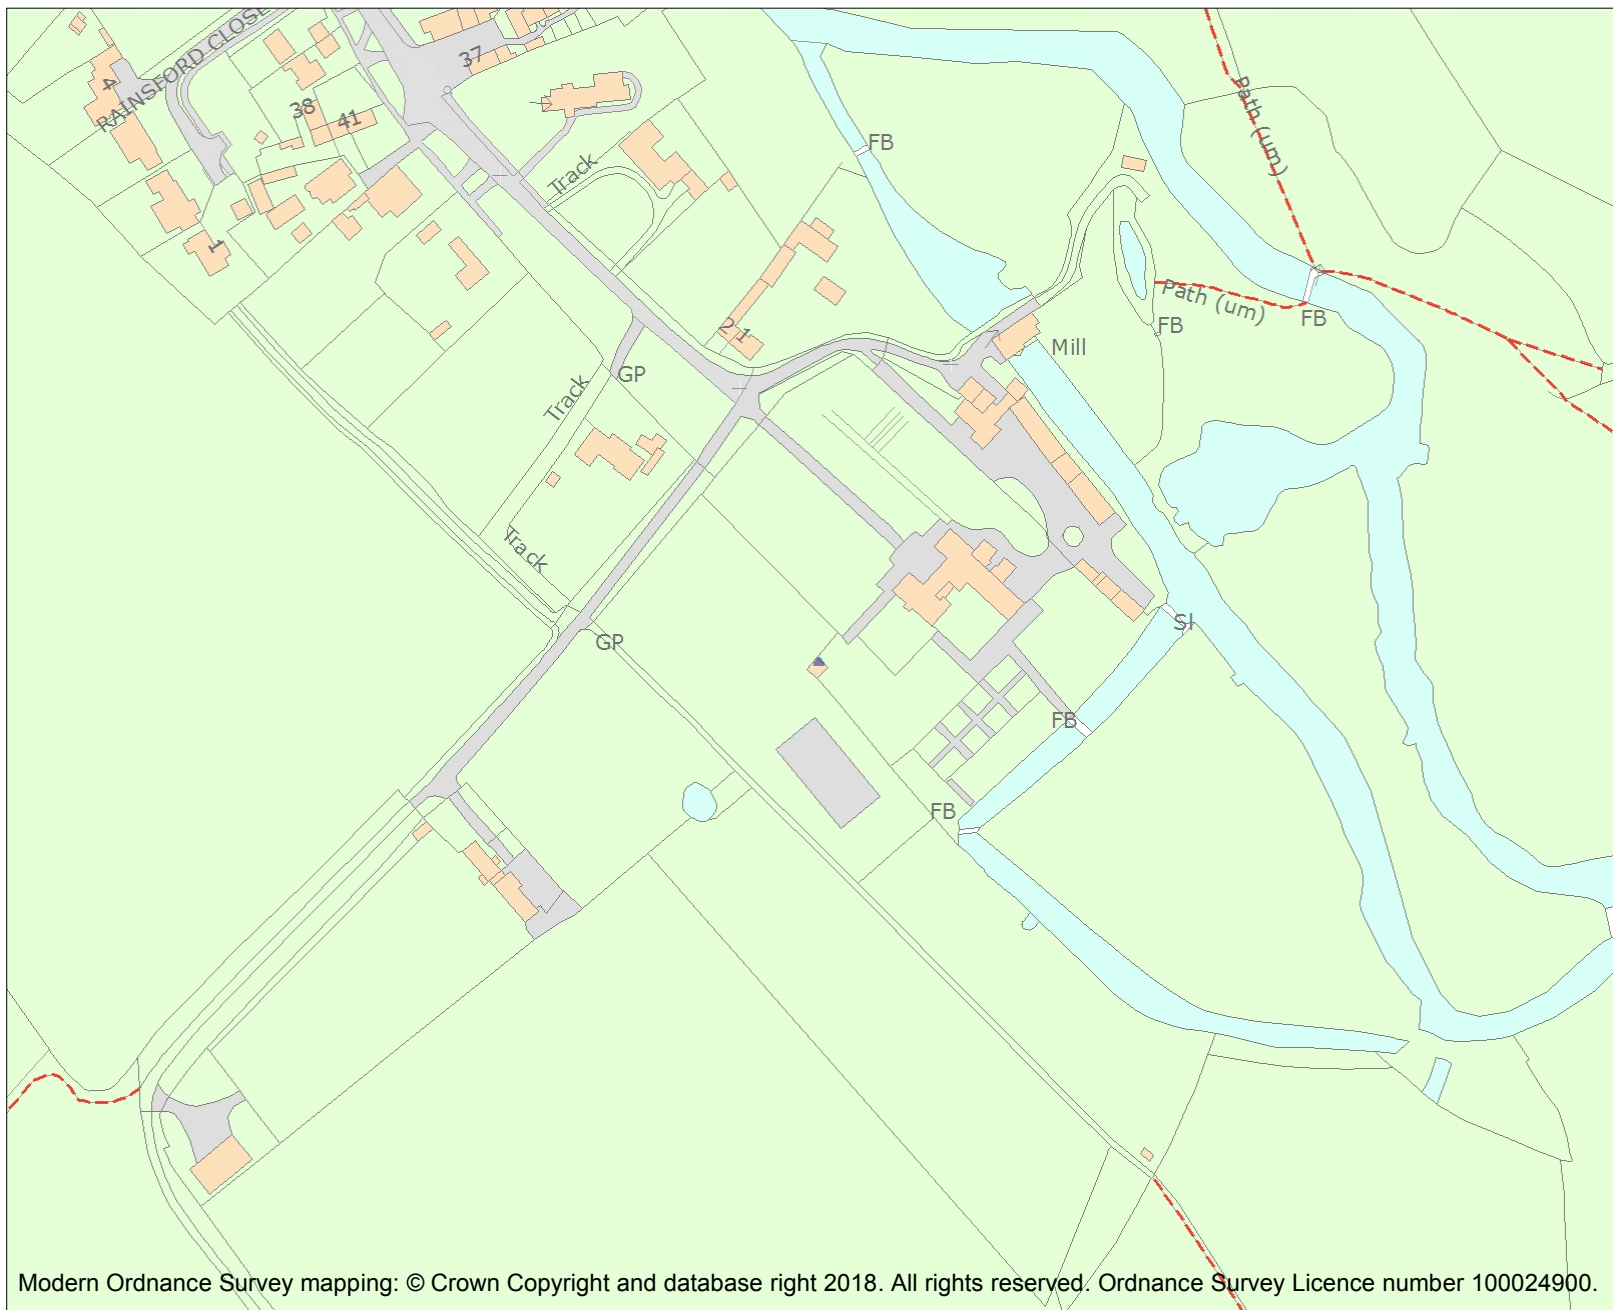 RAINSFORD CLOSE
37
4
38
41
FB
Track
Path (um)
1
Path (um)
FB
FB
2 1
Mill
GP
Track
Track
GP
Sl
FB
FB
Modern Ordnance Survey mapping: © Crown Copyright and database right 2018. All rights reserved. Ordnance Survey Licence number 100024900.